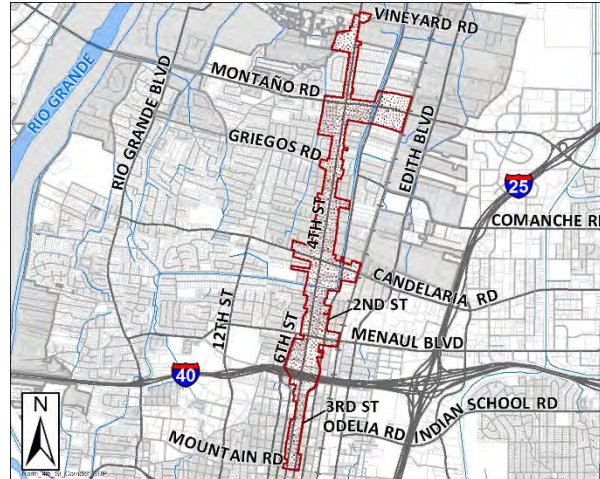 VINEYARD RD
MONTAÑO RD
RIO GRANDE
RIO GRANDE BLVD
GRIEGOS RD
EDITH BLVD
25
4TH ST
COMANCHE RD
CANDELARIA RD
2ND ST
12TH ST
6TH ST
MENAUL BLVD
40
3RD ST
ODELIA RD
INDIAN SCHOOL RD
N
MOUNTAIN RD